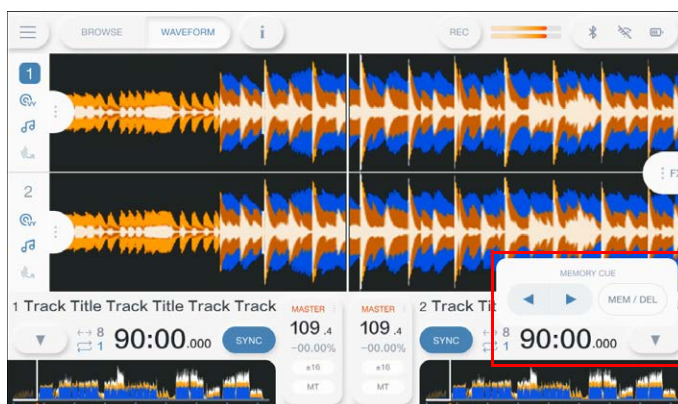 BROWSE WAVEFORM i REC
1
2
FX
MEMORY CUE
MEM / DEL
1 Track Title Track Title Track Track
MASTER
MASTER
2 Track Tit
8
1
90:00.000
SYNC
109.4
-00.00%
±16
MT
109.4
-00.00%
±16
MT
SYNC
8
1
90:00.000